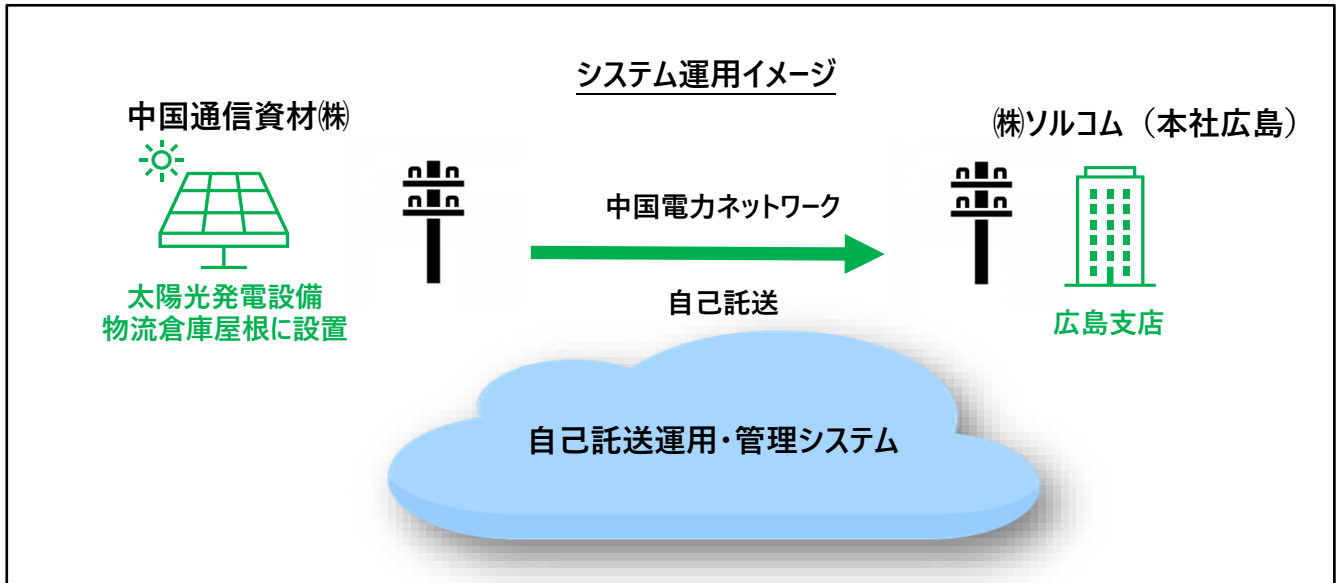 システム運用イメージ
中国通信資材㈱
㈱ソルコム（本社広島）
中国電力ネットワーク
自己託送
太陽光発電設備
物流倉庫屋根に設置
広島支店
自己託送運用・管理システム